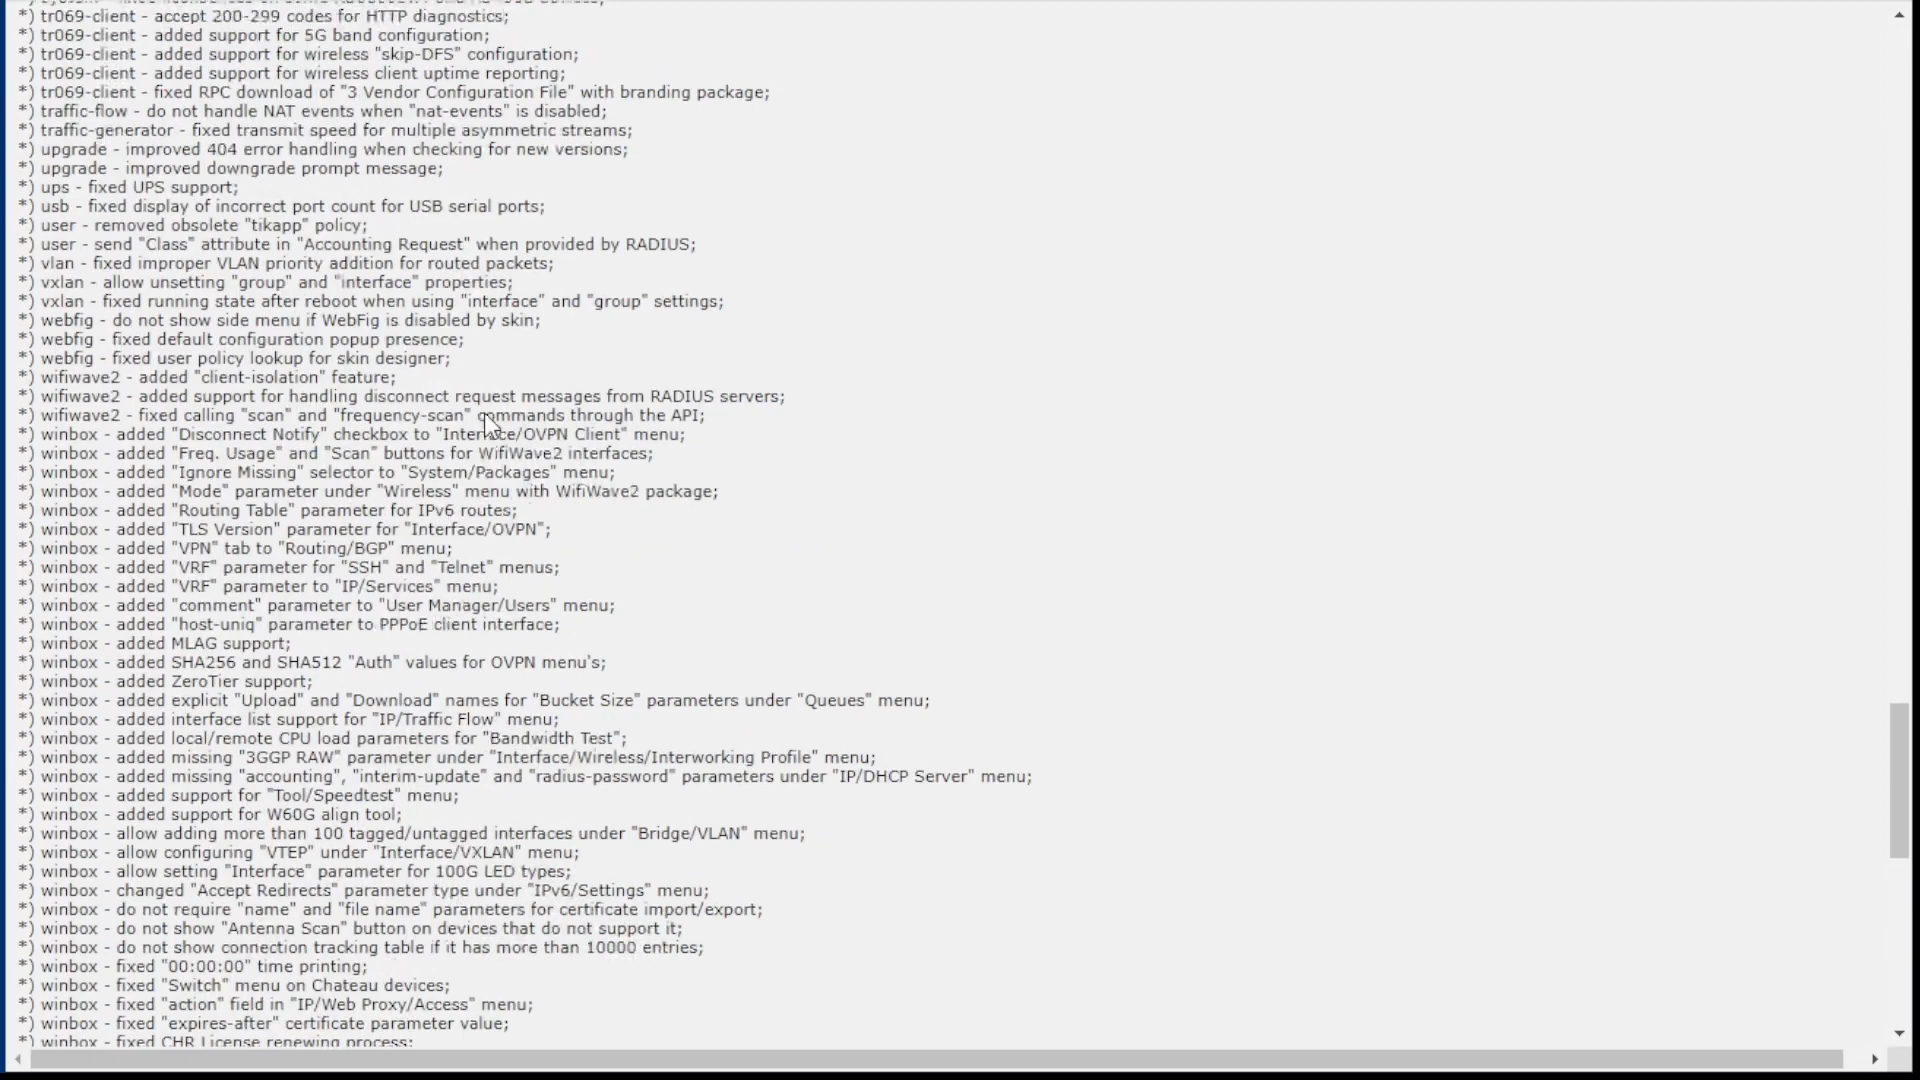 *) tr069-client - accept 200-299 codes for HTTP diagnostics;
*) tr069-client - added support for 5G band configuration;
*) tr069-client - added support for wireless "skip-DFS" configuration;
*) tr069-client - added support for wireless client uptime reporting;
*) tr069-client - fixed RPC download of "3 Vendor Configuration File" with branding package;
*) traffic-flow - do not handle NAT events when "nat-events" is disabled;
*) traffic-generator - fixed transmit speed for multiple asymmetric streams;
*) upgrade - improved 404 error handling when checking for new versions;
*) upgrade - improved downgrade prompt message;
*) ups - fixed UPS support;
*) usb - fixed display of incorrect port count for USB serial ports;
*) user - removed obsolete "tikapp" policy;
*) user - send "Class" attribute in "Accounting Request" when provided by RADIUS;
*) vlan - fixed improper VLAN priority addition for routed packets;
*) vxlan - allow unsetting "group" and "interface" properties;
*) vxlan - fixed running state after reboot when using "interface" and "group" settings;
*) webfig - do not show side menu if WebFig is disabled by skin;
*) webfig - fixed default configuration popup presence;
*) webfig - fixed user policy lookup for skin designer;
*) wifiwave2 - added "client-isolation" feature;
*) wifiwave2 - added support for handling disconnect request messages from RADIUS servers;
*) wifiwave2 - fixed calling "scan" and "frequency-scan" commands through the API;
*) winbox - added "Disconnect Notify" checkbox to "Interface/OVPN Client" menu;
*) winbox - added "Freq. Usage" and "Scan" buttons for WifiWave2 interfaces;
*) winbox - added "Ignore Missing" selector to "System/Packages" menu;
*) winbox - added "Mode" parameter under "Wireless" menu with WifiWave2 package;
*) winbox - added "Routing Table" parameter for IPv6 routes;
*) winbox - added "TLS Version" parameter for "Interface/OVPN";
*) winbox - added "VPN" tab to "Routing/BGP" menu;
*) winbox - added "VRF" parameter for "SSH" and "Telnet" menus;
*) winbox - added "VRF" parameter to "IP/Services" menu;
*) winbox - added "comment" parameter to "User Manager/Users" menu;
*) winbox - added "host-uniq" parameter to PPPoE client interface;
*) winbox - added MLAG support;
*) winbox - added SHA256 and SHA512 "Auth" values for OVPN menu's;
*) winbox - added ZeroTier support;
*) winbox - added explicit "Upload" and "Download" names for "Bucket Size" parameters under "Queues" menu;
*) winbox - added interface list support for "IP/Traffic Flow" menu;
*) winbox - added local/remote CPU load parameters for "Bandwidth Test";
*) winbox - added missing "3GGP RAW" parameter under "Interface/Wireless/Interworking Profile" menu;
*) winbox - added missing "accounting", "interim-update" and "radius-password" parameters under "IP/DHCP Server" menu;
*) winbox - added support for "Tool/Speedtest" menu;
*) winbox - added support for W60G align tool;
*) winbox - allow adding more than 100 tagged/untagged interfaces under "Bridge/VLAN" menu;
*) winbox - allow configuring "VTEP" under "Interface/VXLAN" menu;
*) winbox - allow setting "Interface" parameter for 100G LED types;
*) winbox - changed "Accept Redirects" parameter type under "IPv6/Settings" menu;
*) winbox - do not require "name" and "file name" parameters for certificate import/export;
*) winbox - do not show "Antenna Scan" button on devices that do not support it;
*) winbox - do not show connection tracking table if it has more than 10000 entries;
*) winbox - fixed "00:00:00" time printing;
*) winbox - fixed "Switch" menu on Chateau devices;
*) winbox - fixed "action" field in "IP/Web Proxy/Access" menu;
*) winbox - fixed "expires-after" certificate parameter value;
*) winbox - fixed CHR License renewing process;